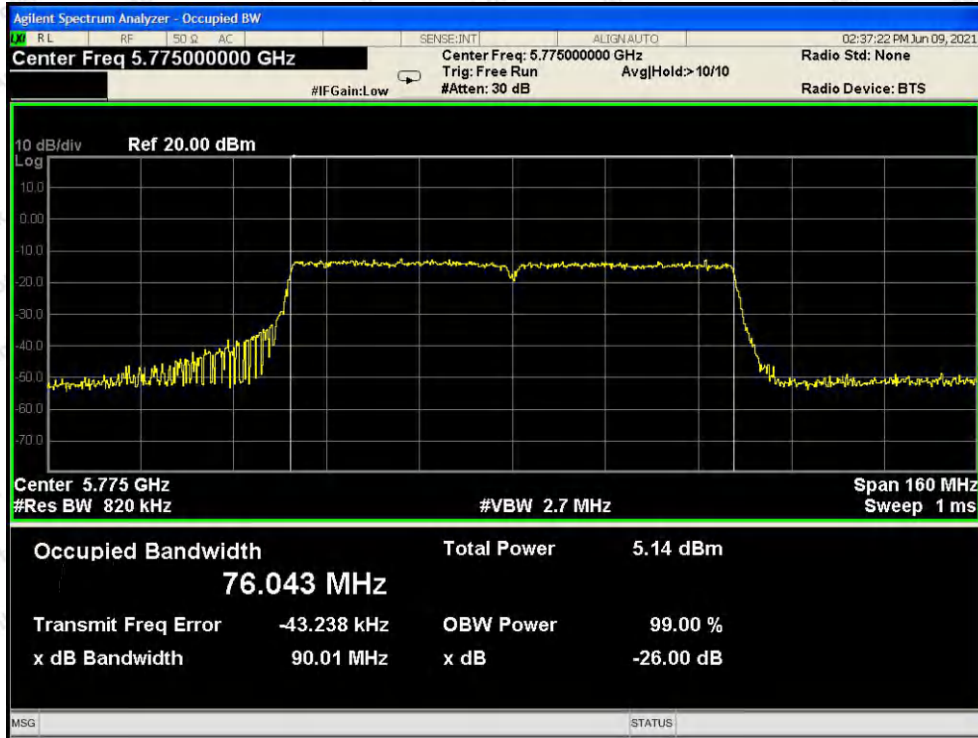 Agilent Spectrum Analyzer - Occupied BW
LXI RL RF 50 Ω AC SENSE:INT ALIGNAUTO 02:37:22 PM Jun 09, 2021
Center Freq 5.775000000 GHz Center Freq: 5.775000000 GHz Radio Std: None
Trig: Free Run Avg|Hold:> 10/10
#IFGain:Low #Atten: 30 dB Radio Device: BTS
10 dB/div Ref 20.00 dBm
Log
10.0
0.00
-10.0
-20.0
-30.0
-40.0
-50.0
-60.0
-70.0
Center 5.775 GHz Span 160 MHz
#Res BW 820 kHz #VBW 2.7 MHz Sweep 1 ms
Occupied Bandwidth Total Power 5.14 dBm
76.043 MHz
Transmit Freq Error -43.238 kHz OBW Power 99.00 %
x dB Bandwidth 90.01 MHz x dB -26.00 dB
MSG STATUS